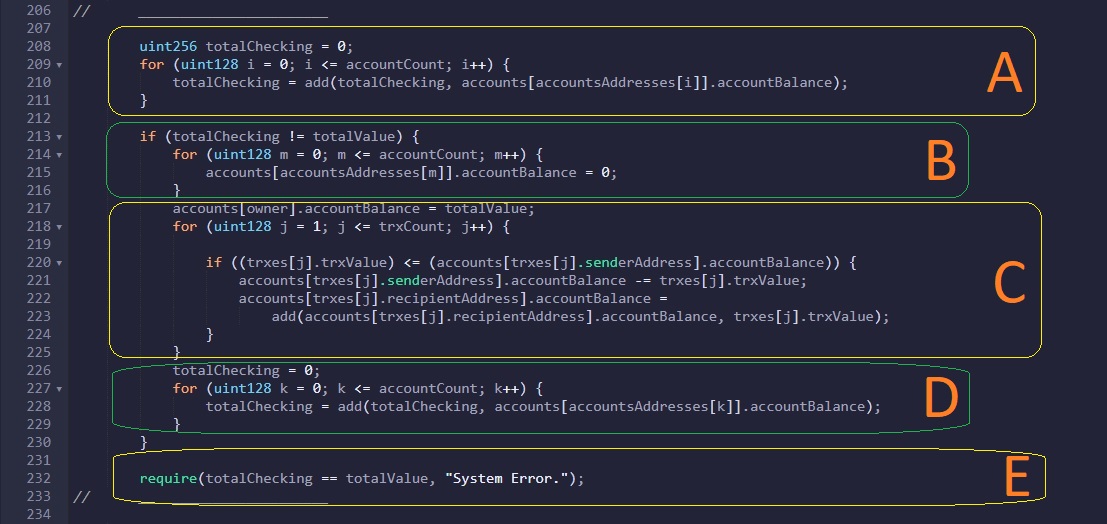 206 // ______________________
207
208 uint256 totalChecking = 0;
209 for (uint128 i = 0; i <= accountCount; i++) {
210 totalChecking = add(totalChecking, accounts[accountsAddresses[i]].accountBalance);
211 }
A
212
213 if (totalChecking != totalValue) {
214 for (uint128 m = 0; m <= accountCount; m++) {
215 accounts[accountsAddresses[m]].accountBalance = 0;
216 }
B
217 accounts[owner].accountBalance = totalValue;
218 for (uint128 j = 1; j <= trxCount; j++) {
219
220 if ((trxes[j].trxValue) <= (accounts[trxes[j].senderAddress].accountBalance)) {
221 accounts[trxes[j].senderAddress].accountBalance -= trxes[j].trxValue;
222 accounts[trxes[j].recipientAddress].accountBalance =
223 add(accounts[trxes[j].recipientAddress].accountBalance, trxes[j].trxValue);
224 }
225 }
C
226 totalChecking = 0;
227 for (uint128 k = 0; k <= accountCount; k++) {
228 totalChecking = add(totalChecking, accounts[accountsAddresses[k]].accountBalance);
229 }
D
230 }
231
232 require(totalChecking == totalValue, "System Error.");
E
233 // ______________________
234